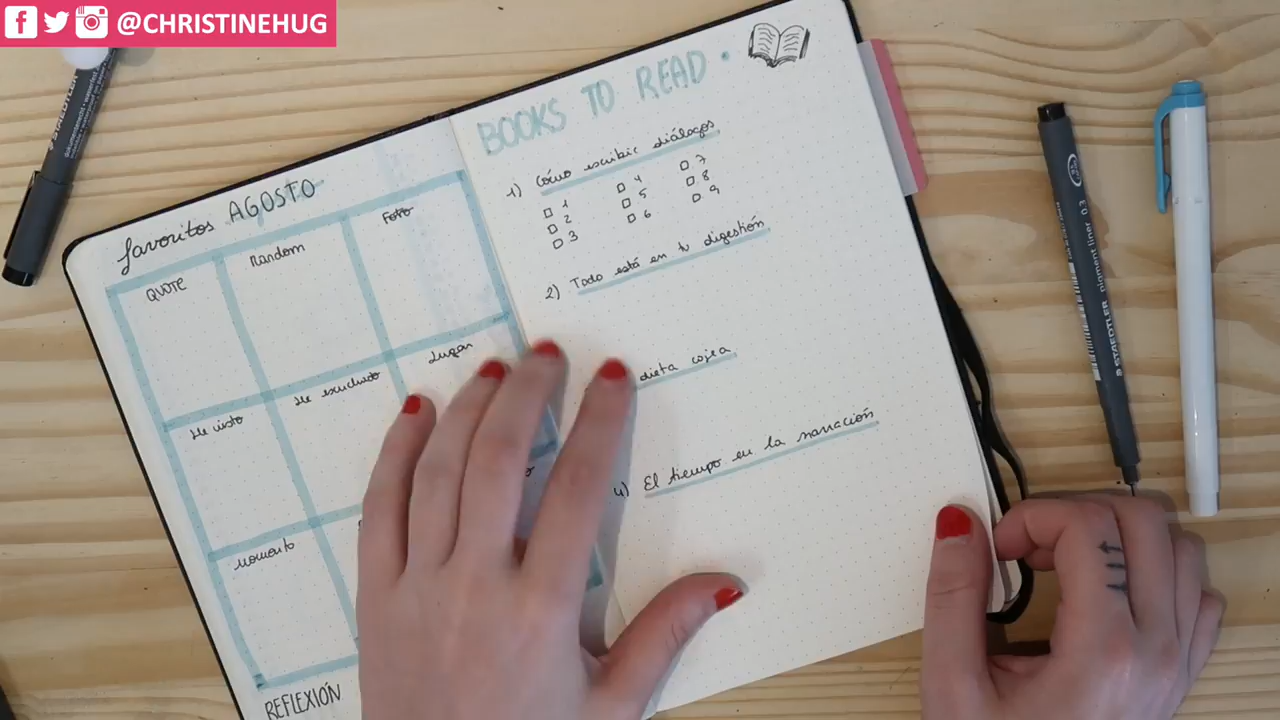 @CHRISTINEHUG
favoritos AGOSTO
QUOTE
Random
Foto
He visto
He escuchado
Lugar
Momento
REFLEXIÓN
BOOKS TO READ
1) Cómo escribir diálogos
1 4 7
2 5 8
3 6 9
2) Todo está en tu digestión
dieta cojea
4) El tiempo en la narración
STAEDTLER
STAEDTLER pigment liner 0.3